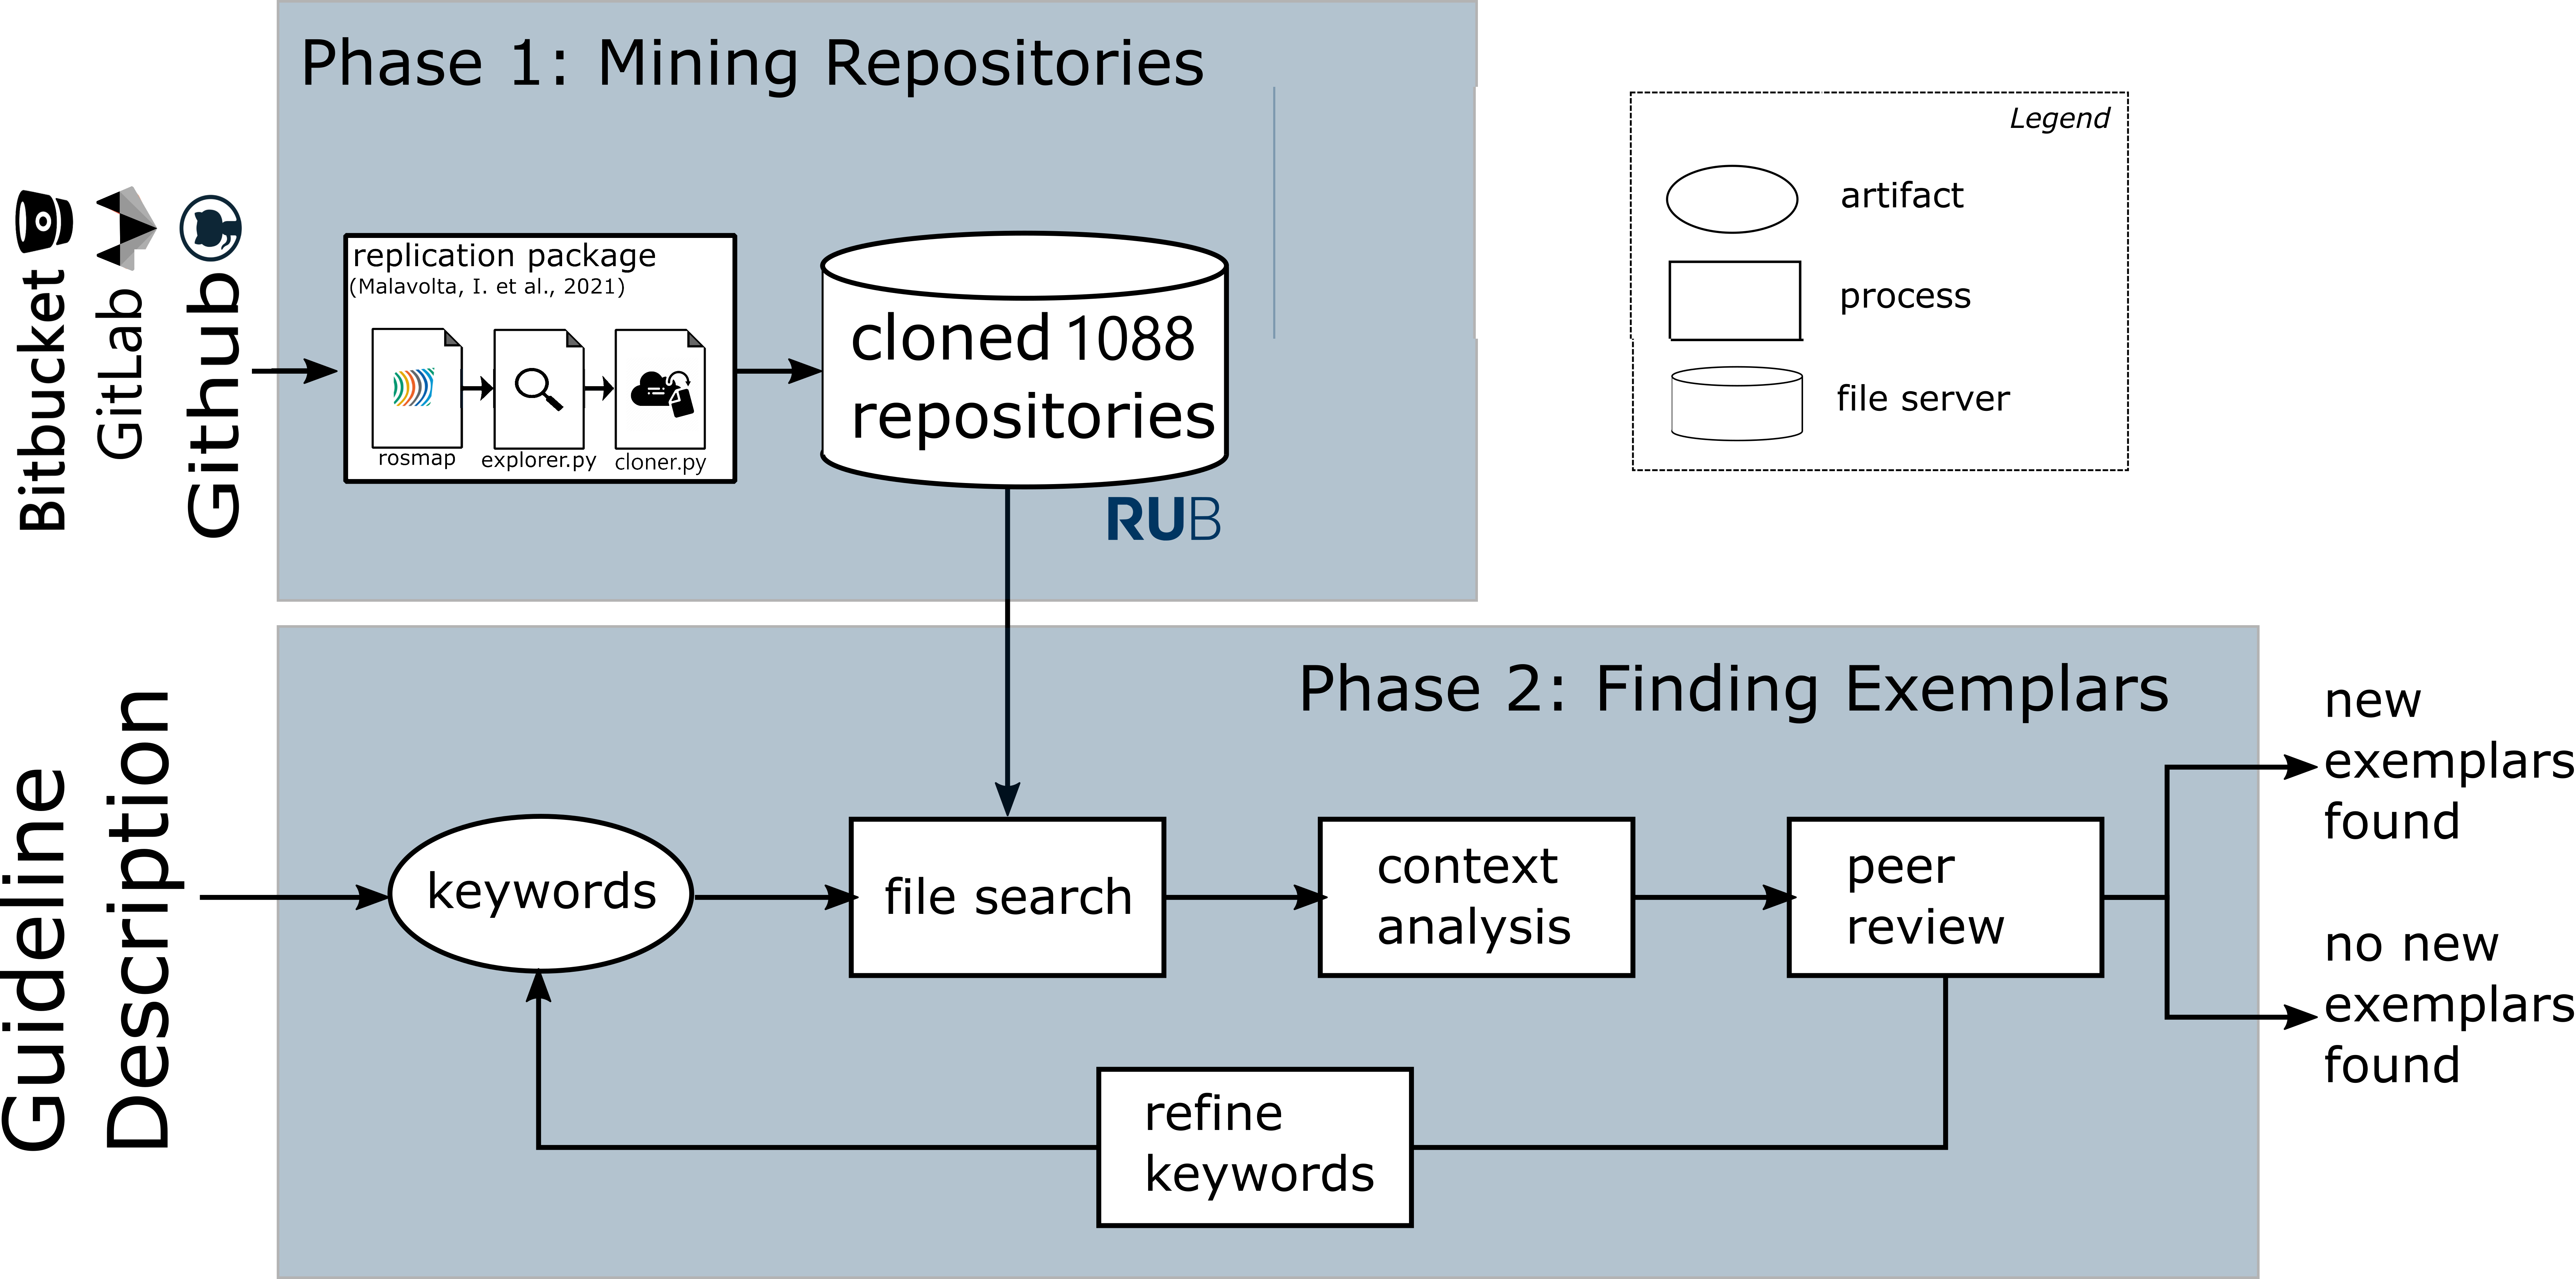 Phase 1: Mining Repositories
Bitbucket
GitLab
Github
replication package
(Malavolta, I. et al., 2021)
rosmap
explorer.py
cloner.py
cloned 1088
repositories
RUB
Legend
artifact
process
file server
Phase 2: Finding Exemplars
Guideline
Description
keywords
file search
context
analysis
peer
review
refine
keywords
new
exemplars
found
no new
exemplars
found